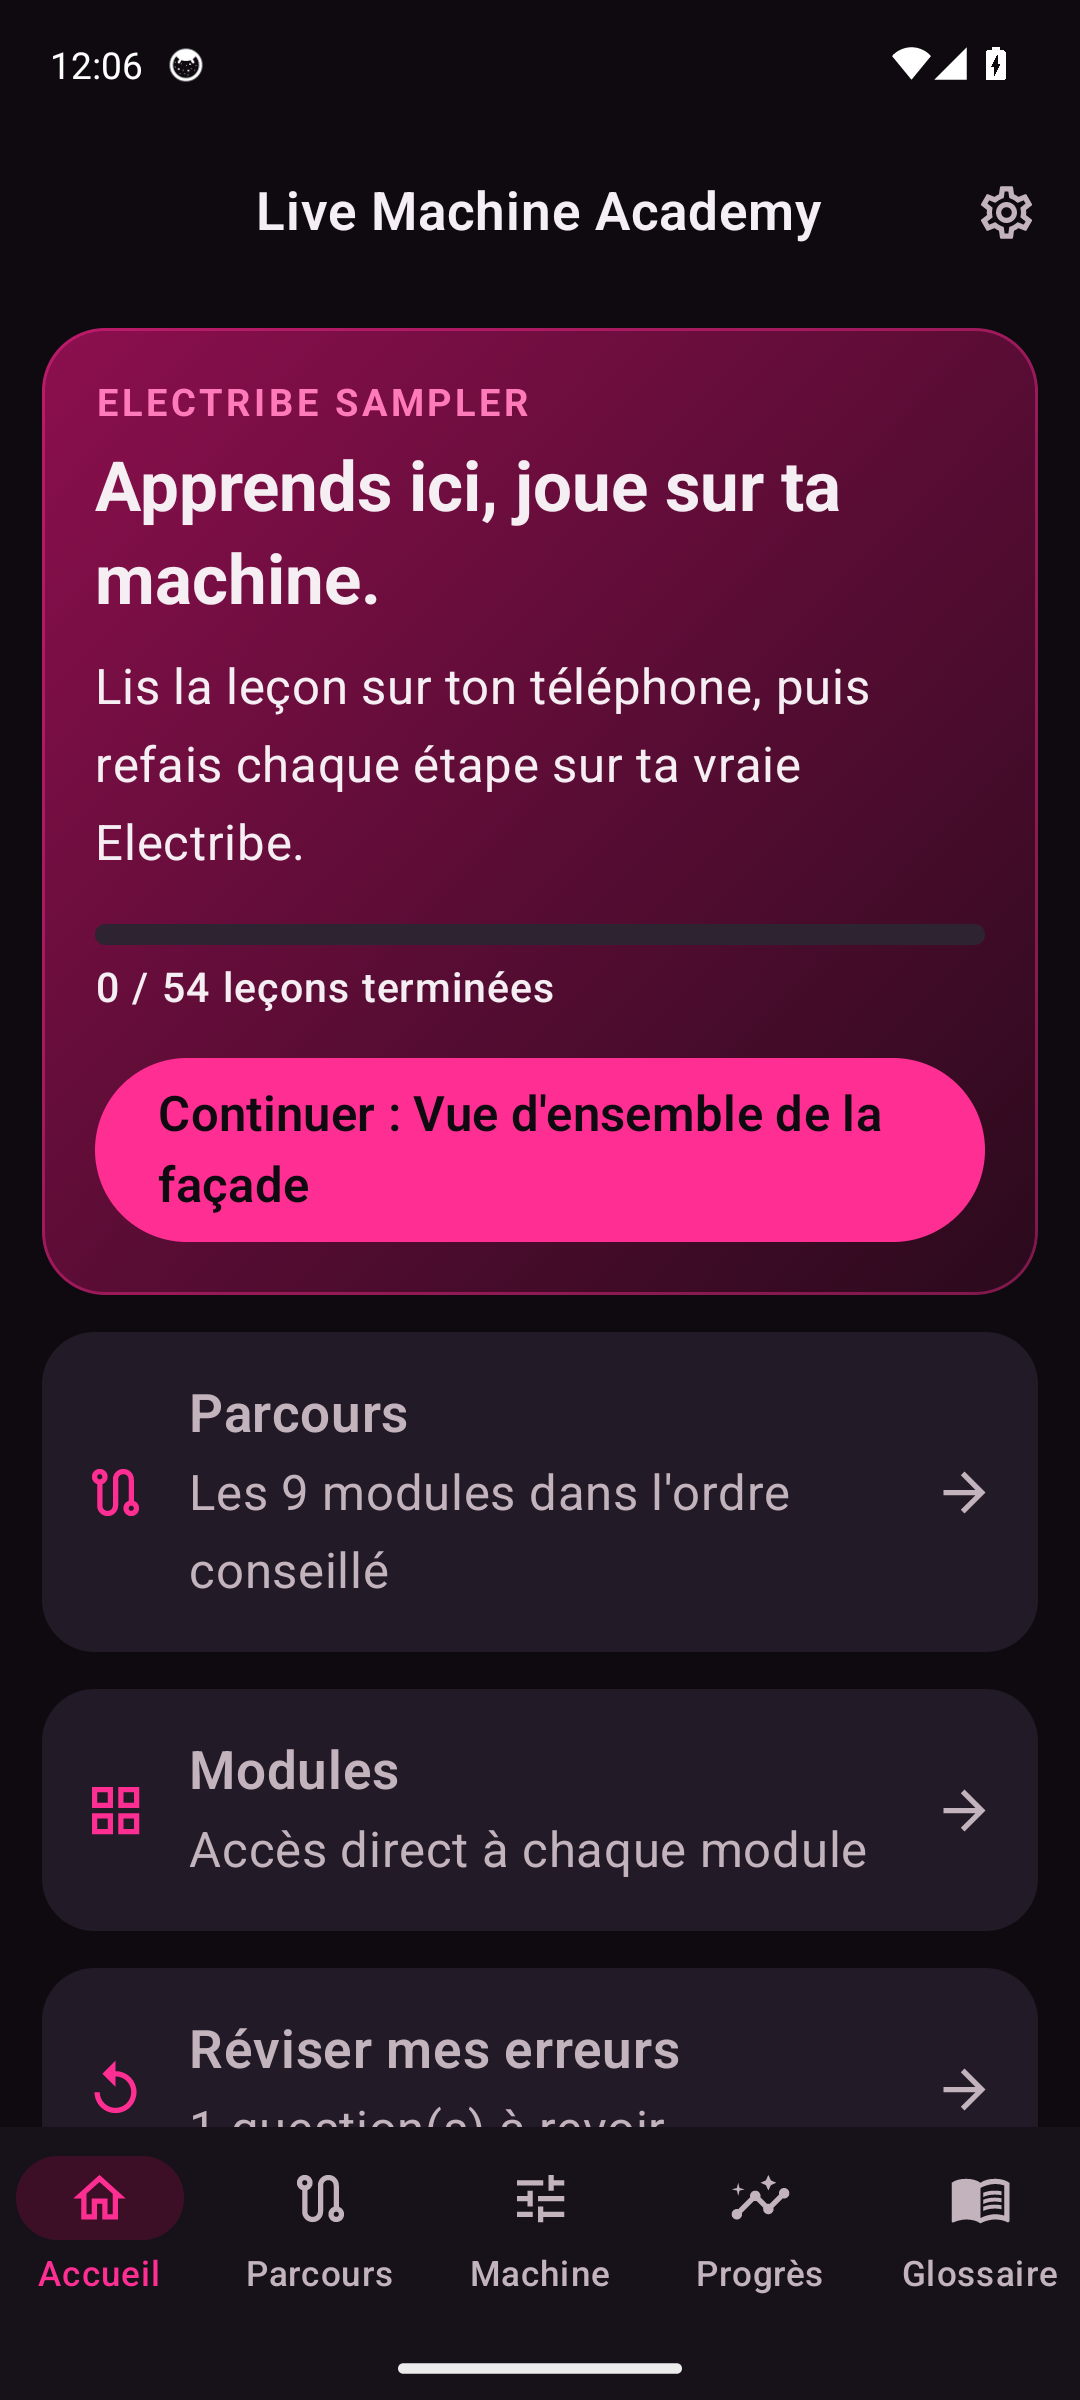 12:06
Live Machine Academy
ELECTRIBE SAMPLER
Apprends ici, joue sur ta
machine.
Lis la leçon sur ton téléphone, puis
refais chaque étape sur ta vraie
Electribe.
0 / 54 leçons terminées
Continuer : Vue d'ensemble de la
façade
Parcours
Les 9 modules dans l'ordre
conseillé
Modules
Accès direct à chaque module
Réviser mes erreurs
1 question(s) à revoir
Accueil
Parcours
Machine
Progrès
Glossaire